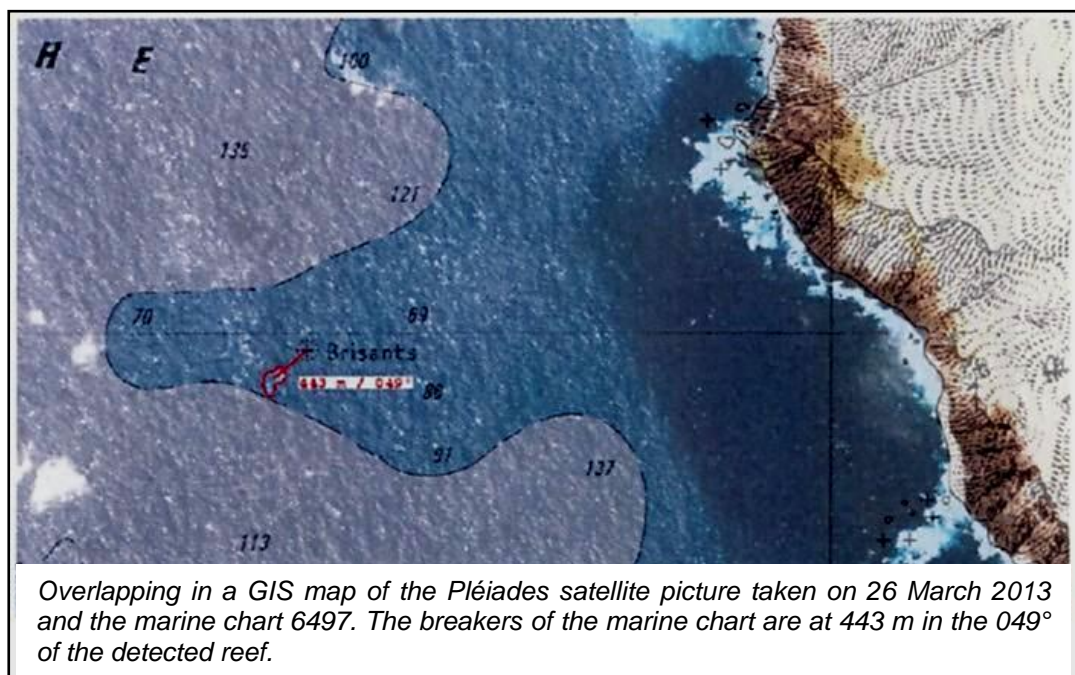 H E
100
135
121
70
69
Brisants
443 m / 049°
86
91
137
113
Overlapping in a GIS map of the Pléiades satellite picture taken on 26 March 2013
and the marine chart 6497. The breakers of the marine chart are at 443 m in the 049°
of the detected reef.